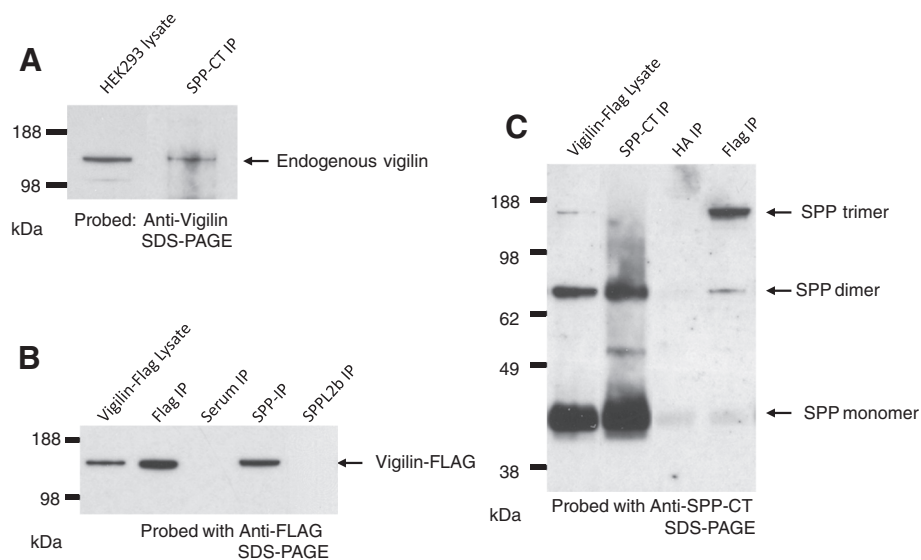 A
HEK293 lysate
SPP-CT IP
188
98
kDa
Endogenous vigilin
Probed: Anti-Vigilin
SDS-PAGE
B
Vigilin-Flag Lysate
Flag IP
Serum IP
SPP-IP
SPPL2b IP
188
98
kDa
Vigilin-FLAG
Probed with Anti-FLAG
SDS-PAGE
C
Vigilin-Flag Lysate
SPP-CT IP
HA IP
Flag IP
188
98
62
49
38
kDa
SPP trimer
SPP dimer
SPP monomer
Probed with Anti-SPP-CT
SDS-PAGE